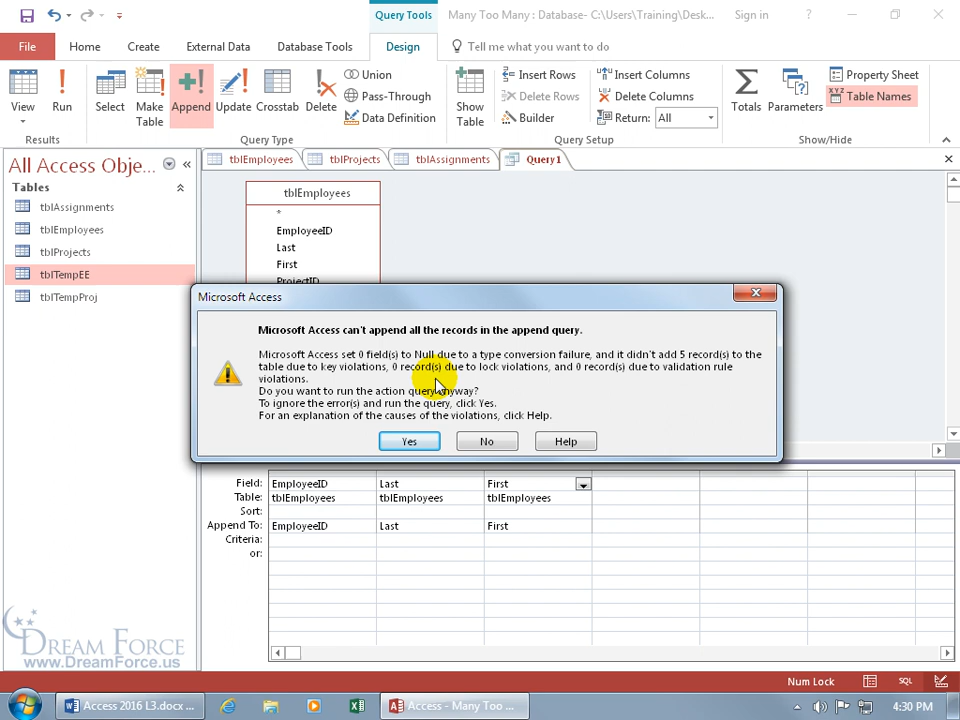 Query Tools
Many Too Many : Database- C:\Users\Training\Desk...
Sign in
?
File
Home
Create
External Data
Database Tools
Design
Tell me what you want to do
View
Run
Select
Make Table
Append
Update
Crosstab
Delete
Union
Pass-Through
Data Definition
Show Table
Insert Rows
Delete Rows
Builder
Insert Columns
Delete Columns
Return: All
Totals
Parameters
Property Sheet
Table Names
Results
Query Type
Query Setup
Show/Hide
All Access Obje...
Tables
tblAssignments
tblEmployees
tblProjects
tblTempEE
tblTempProj
tblEmployees
tblProjects
tblAssignments
Query1
tblEmployees
*
EmployeeID
Last
First
ProjectID
Microsoft Access
Microsoft Access can't append all the records in the append query.
Microsoft Access set 0 field(s) to Null due to a type conversion failure, and it didn't add 5 record(s) to the
table due to key violations, 0 record(s) due to lock violations, and 0 record(s) due to validation rule
violations.
Do you want to run the action query anyway?
To ignore the error(s) and run the query, click Yes.
For an explanation of the causes of the violations, click Help.
Yes
No
Help
Field: EmployeeID Last First
Table: tblEmployees tblEmployees tblEmployees
Sort:
Append To: EmployeeID Last First
Criteria:
or:
DREAM FORCE
www.DreamForce.us
Num Lock
SQL
Access 2016 L3.docx ...
Access - Many Too ...
4:30 PM